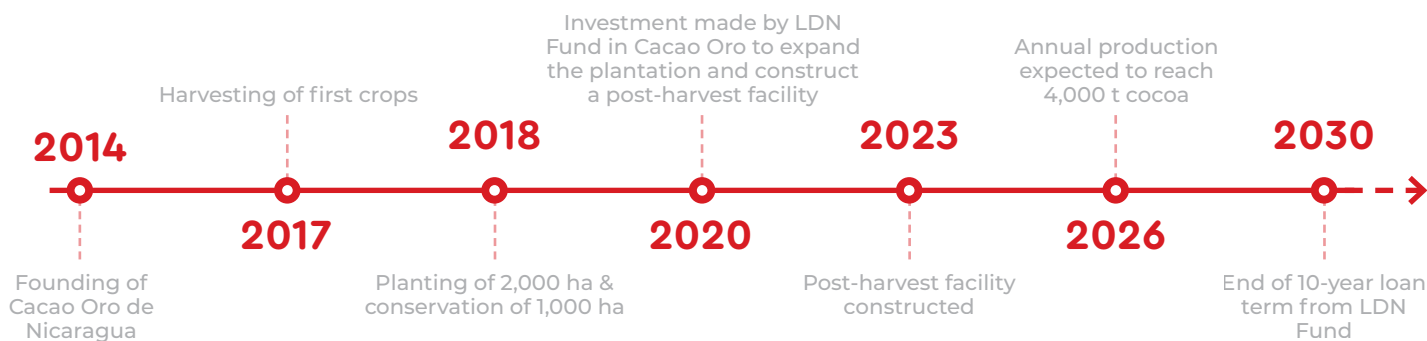 2014
Founding of
Cacao Oro de
Nicaragua
Harvesting of first crops
2017
2018
Planting of 2,000 ha &
conservation of 1,000 ha
Investment made by LDN
Fund in Cacao Oro to expand
the plantation and construct
a post-harvest facility
2020
2023
Post-harvest facility
constructed
Annual production
expected to reach
4,000 t cocoa
2026
2030
End of 10-year loan
term from LDN
Fund